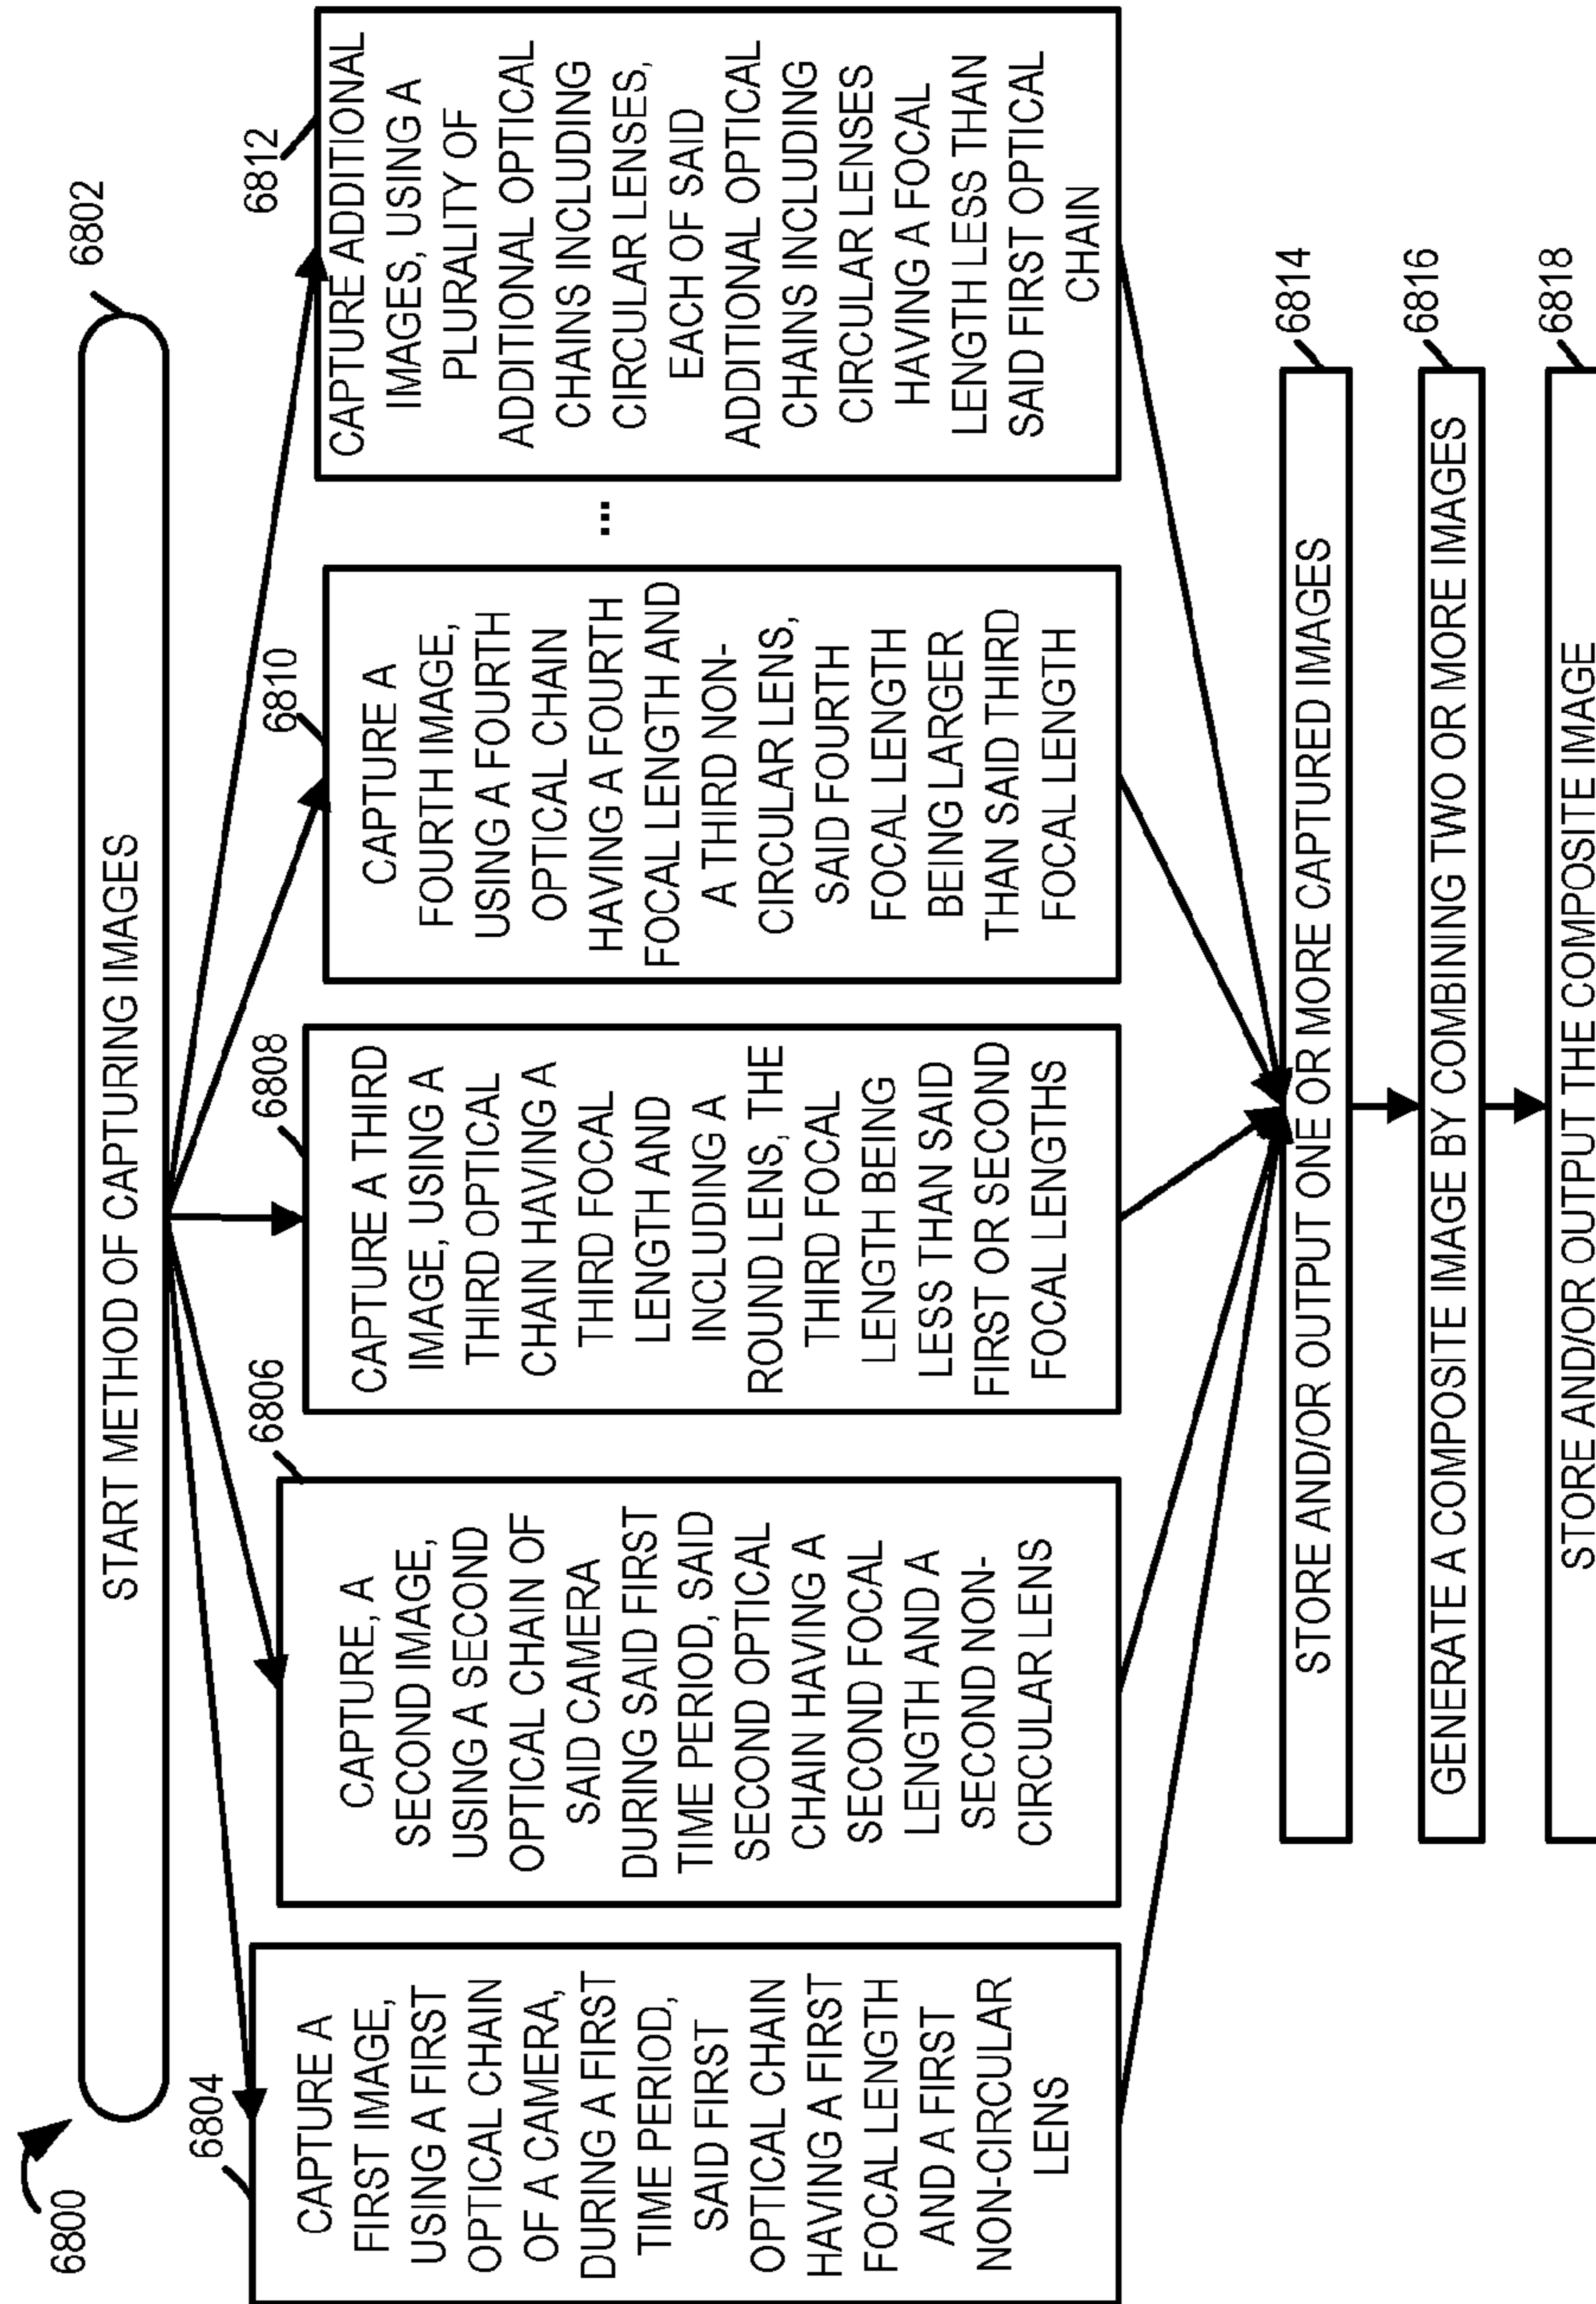 6800
6802
START METHOD OF CAPTURING IMAGES
6804
CAPTURE A
FIRST IMAGE,
USING A FIRST
OPTICAL CHAIN
OF A CAMERA,
DURING A FIRST
TIME PERIOD,
SAID FIRST
OPTICAL CHAIN
HAVING A FIRST
FOCAL LENGTH
AND A FIRST
NON-CIRCULAR
LENS
6806
CAPTURE, A
SECOND IMAGE,
USING A SECOND
OPTICAL CHAIN OF
SAID CAMERA
DURING SAID FIRST
TIME PERIOD, SAID
SECOND OPTICAL
CHAIN HAVING A
SECOND FOCAL
LENGTH AND A
SECOND NON-
CIRCULAR LENS
6808
CAPTURE A THIRD
IMAGE, USING A
THIRD OPTICAL
CHAIN HAVING A
THIRD FOCAL
LENGTH AND
INCLUDING A
ROUND LENS, THE
THIRD FOCAL
LENGTH BEING
LESS THAN SAID
FIRST OR SECOND
FOCAL LENGTHS
6810
CAPTURE A
FOURTH IMAGE,
USING A FOURTH
OPTICAL CHAIN
HAVING A FOURTH
FOCAL LENGTH AND
A THIRD NON-
CIRCULAR LENS,
SAID FOURTH
FOCAL LENGTH
BEING LARGER
THAN SAID THIRD
FOCAL LENGTH
...
6812
CAPTURE ADDITIONAL
IMAGES, USING A
PLURALITY OF
ADDITIONAL OPTICAL
CHAINS INCLUDING
CIRCULAR LENSES,
EACH OF SAID
ADDITIONAL OPTICAL
CHAINS INCLUDING
CIRCULAR LENSES
HAVING A FOCAL
LENGTH LESS THAN
SAID FIRST OPTICAL
CHAIN
6814
STORE AND/OR OUTPUT ONE OR MORE CAPTURED IMAGES
6816
GENERATE A COMPOSITE IMAGE BY COMBINING TWO OR MORE IMAGES
6818
STORE AND/OR OUTPUT THE COMPOSITE IMAGE